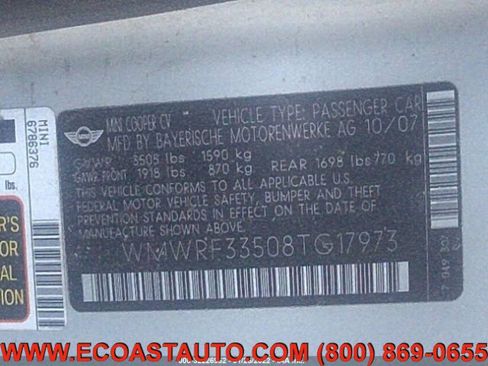 MINI COOPER CV VEHICLE TYPE: PASSENGER CAR
MFD BY BAYERISCHE MOTORENWERKE AG 10/07
GVWR 3505 lbs 1590 kg
GAWR FRONT 1918 lbs 870 kg REAR 1698 lbs 770 kg
THIS VEHICLE CONFORMS TO ALL APPLICABLE U.S.
FEDERAL MOTOR VEHICLE SAFETY, BUMPER, AND
THEFT PREVENTION STANDARDS IN EFFECT ON THE
DATE OF MANUFACTURE SHOWN ABOVE.
WMWRF33508TG17973
MINI
6786376
lbs.
WWW.ECOASTAUTO.COM (800) 869-0655